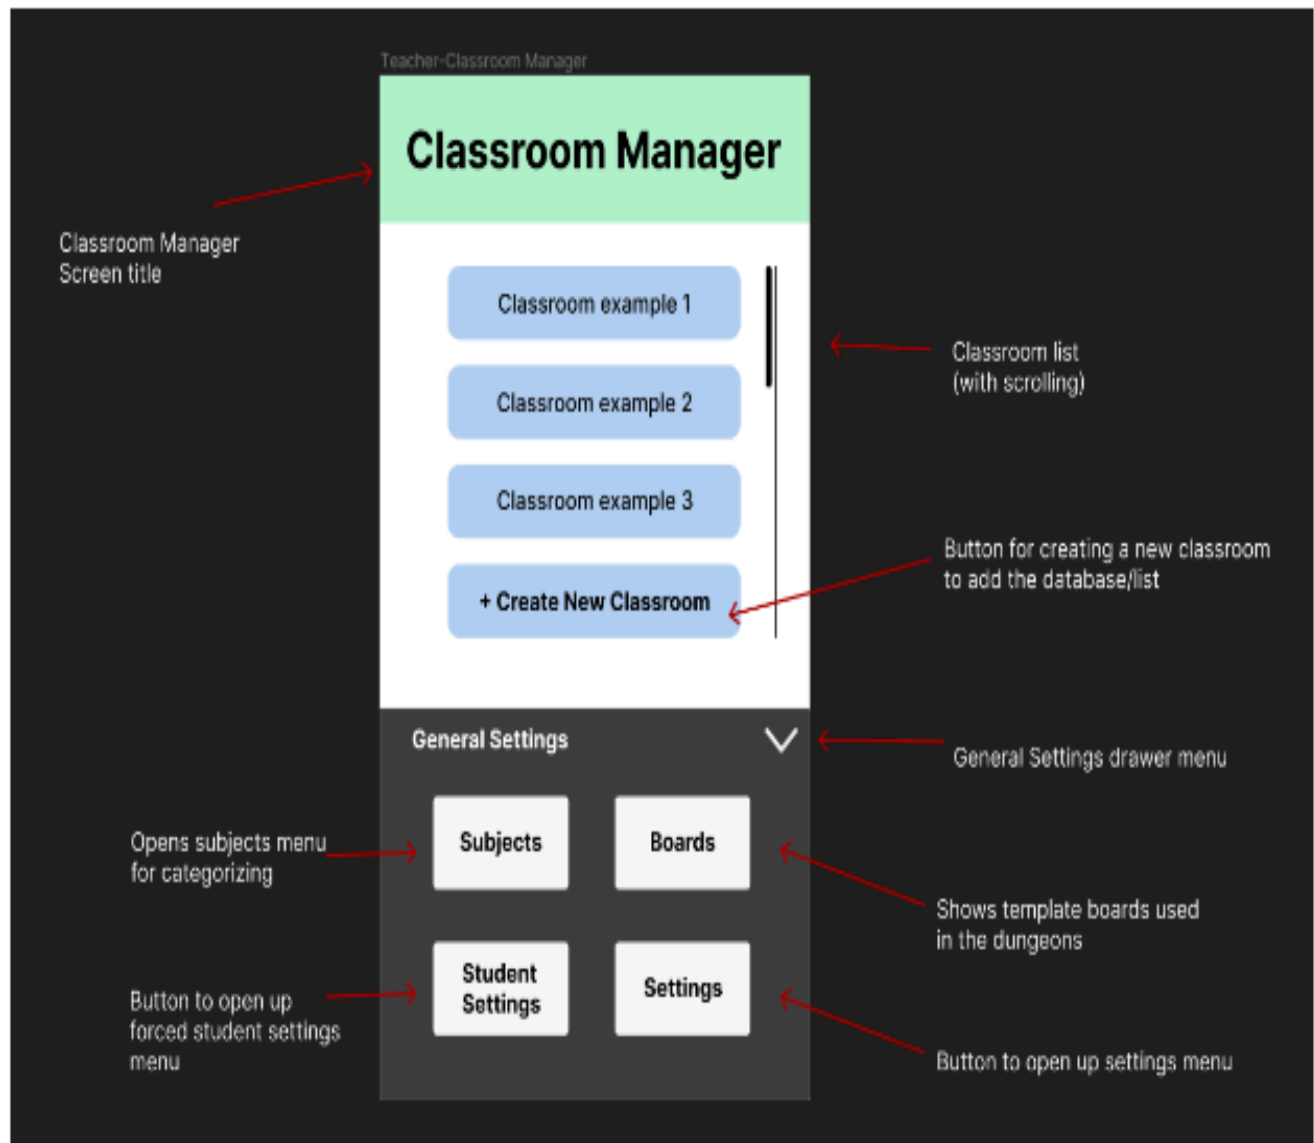 Teacher-Classroom Manager
Classroom Manager
Classroom Manager
Screen title
Classroom example 1
Classroom example 2
Classroom example 3
+ Create New Classroom
Classroom list
(with scrolling)
Button for creating a new classroom
to add the database/list
General Settings
General Settings drawer menu
Subjects
Boards
Opens subjects menu
for categorizing
Shows template boards used
in the dungeons
Student
Settings
Settings
Button to open up
forced student settings
menu
Button to open up settings menu